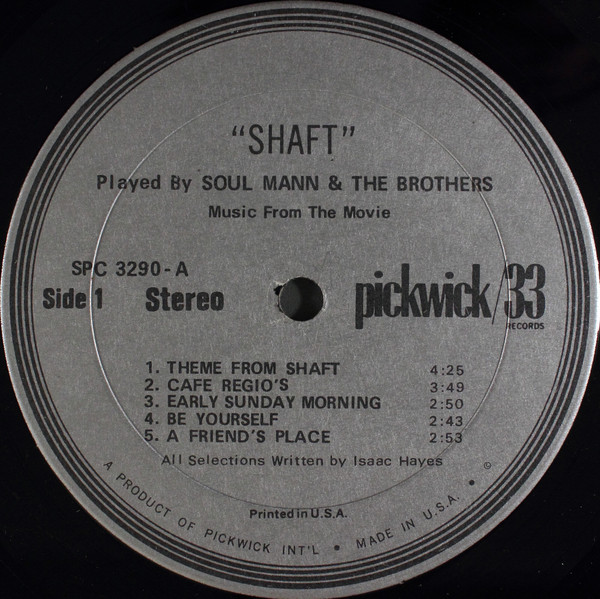 "SHAFT"
Played By SOUL MANN & THE BROTHERS
Music From The Movie
SPC 3290-A
Side 1 Stereo
pickwick/33
RECORDS
1. THEME FROM SHAFT 4:25
2. CAFE REGIO'S 3:49
3. EARLY SUNDAY MORNING 2:50
4. BE YOURSELF 2:43
5. A FRIEND'S PLACE 2:53
All Selections Written by Isaac Hayes
Printed in U.S.A.
A PRODUCT OF PICKWICK INT'L • MADE IN U.S.A. • ©